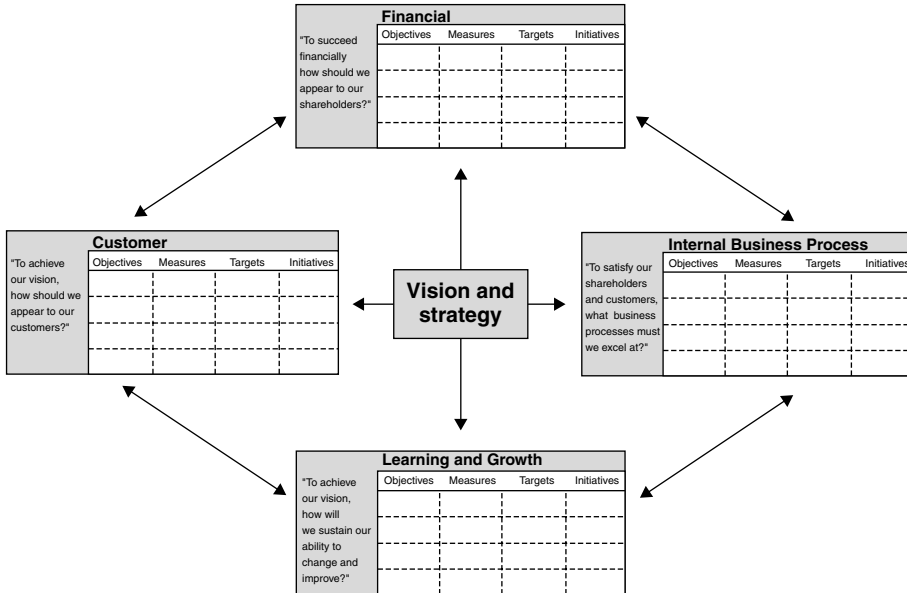 Financial
Objectives Measures Targets Initiatives
"To succeed
financially
how should we
appear to our
shareholders?"
Customer
Objectives Measures Targets Initiatives
"To achieve
our vision,
how should we
appear to our
customers?"
Vision and
strategy
Internal Business Process
Objectives Measures Targets Initiatives
"To satisfy our
shareholders
and customers,
what business
processes must
we excel at?"
Learning and Growth
Objectives Measures Targets Initiatives
"To achieve
our vision,
how will
we sustain our
ability to
change and
improve?"